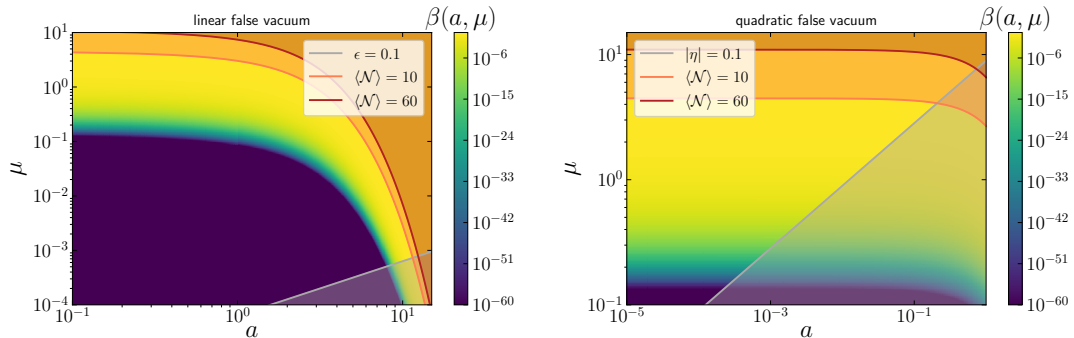 linear false vacuum
β(a, μ)
10^1
10^0
10^−1
10^−2
10^−3
10^−4
μ
10^−1
10^0
10^1
a
ϵ = 0.1
⟨𝒩⟩ = 10
⟨𝒩⟩ = 60
10^−6
10^−15
10^−24
10^−33
10^−42
10^−51
10^−60
quadratic false vacuum
β(a, μ)
10^1
10^0
10^−1
μ
10^−5
10^−3
10^−1
a
|η| = 0.1
⟨𝒩⟩ = 10
⟨𝒩⟩ = 60
10^−6
10^−15
10^−24
10^−33
10^−42
10^−51
10^−60